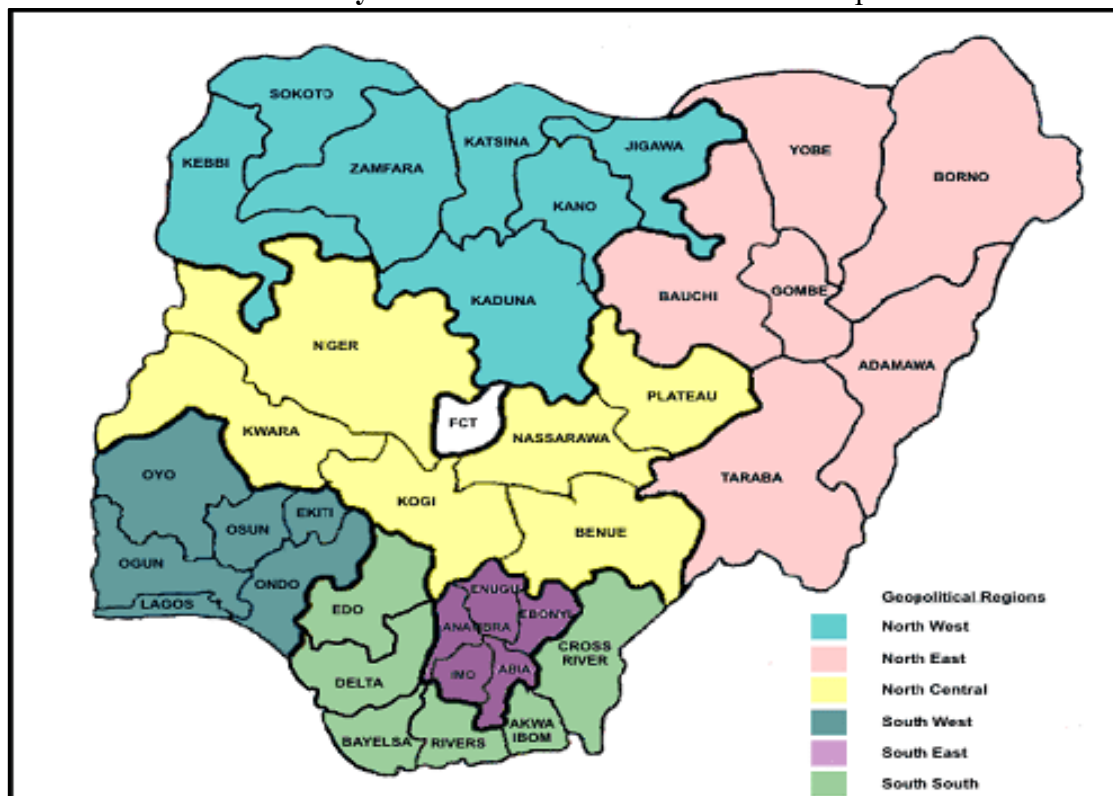 SOKOTO
KEBBI
ZAMFARA
KATSINA
JIGAWA
KANO
YOBE
BORNO
KADUNA
BAUCHI
GOMBE
NIGER
ADAMAWA
PLATEAU
FCT
KWARA
NASSARAWA
TARABA
OYO
KOGI
BENUE
OSUN
EKITI
OGUN
ONDO
LAGOS
EDO
ENUGU
EBONYI
ANAMBRA
CROSS
RIVER
IMO
ABIA
DELTA
AKWA
IBOM
BAYELSA
RIVERS
Geopolitical Regions
North West
North East
North Central
South West
South East
South South